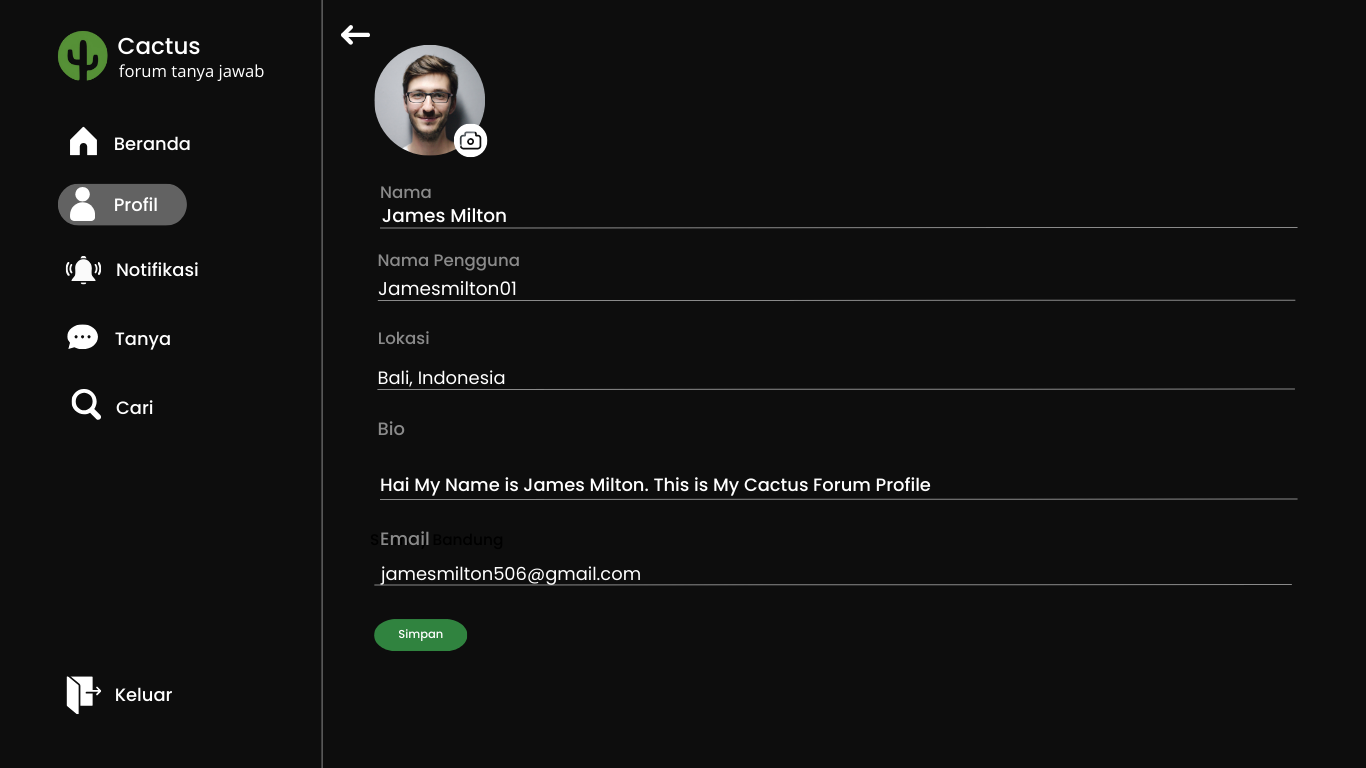 Cactus
forum tanya jawab
Beranda
Profil
Notifikasi
Tanya
Cari
Keluar
Nama
James Milton
Nama Pengguna
Jamesmilton01
Lokasi
Bali, Indonesia
Bio
Hai My Name is James Milton. This is My Cactus Forum Profile
Email
Bandung
jamesmilton506@gmail.com
Simpan